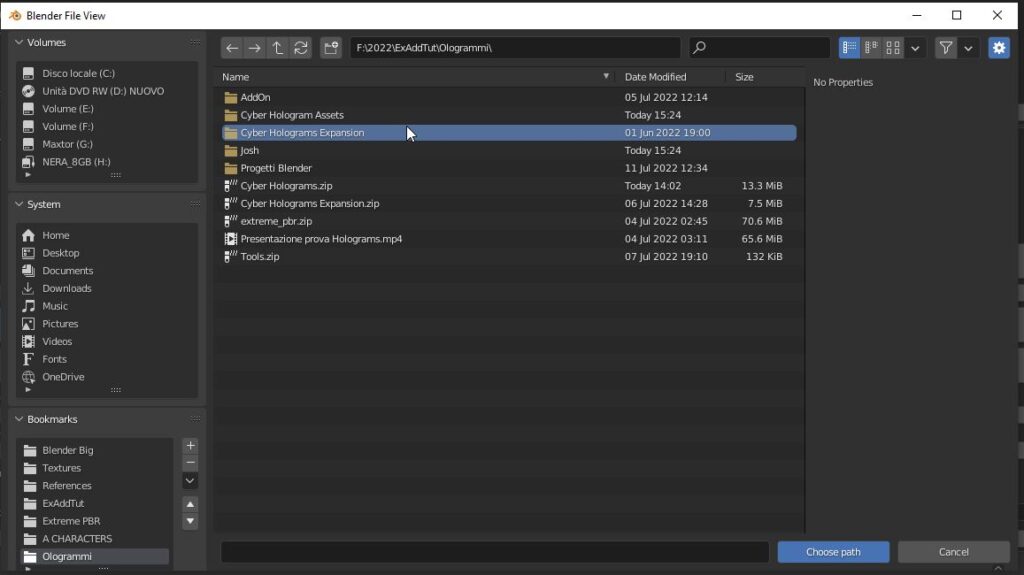 Blender File View
Volumes
Disco locale (C:)
Unità DVD RW (D:) NUOVO
Volume (E:)
Volume (F:)
Maxtor (G:)
NERA_8GB (H:)
System
Home
Desktop
Documents
Downloads
Music
Pictures
Videos
Fonts
OneDrive
Bookmarks
Blender Big
Textures
References
ExAddTut
Extreme PBR
A CHARACTERS
Ologrammi
F:\2022\ExAddTut\Ologrammi\
Name Date Modified Size
AddOn 05 Jul 2022 12:14
Cyber Hologram Assets Today 15:24
Cyber Holograms Expansion 01 Jun 2022 19:00
Josh Today 15:24
Progetti Blender 11 Jul 2022 12:34
Cyber Holograms.zip Today 14:02 13.3 MiB
Cyber Holograms Expansion.zip 06 Jul 2022 14:28 7.5 MiB
extreme_pbr.zip 04 Jul 2022 02:45 70.6 MiB
Presentazione prova Holograms.mp4 04 Jul 2022 03:11 65.6 MiB
Tools.zip 07 Jul 2022 19:10 132 KiB
No Properties
Choose path Cancel